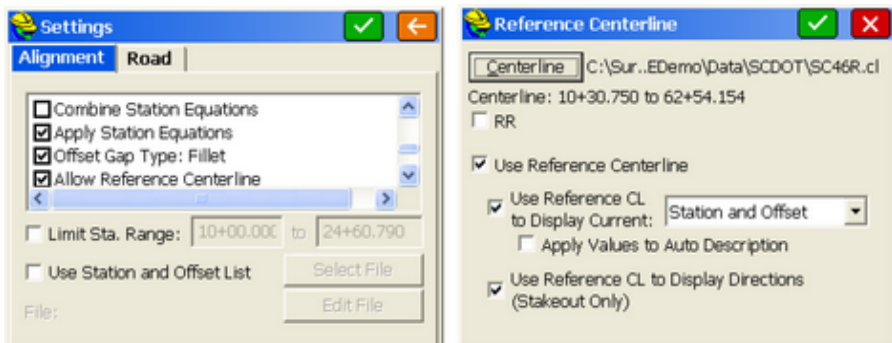 Settings
Alignment Road
Combine Station Equations
Apply Station Equations
Offset Gap Type: Fillet
Allow Reference Centerline
Limit Sta. Range: 10+00.000 to 24+60.790
Use Station and Offset List Select File
File: Edit File
Reference Centerline
Centerline C:\Sur..EDemo\Data\SCDOT\SC46R.cl
Centerline: 10+30.750 to 62+54.154
RR
Use Reference Centerline
Use Reference CL
to Display Current: Station and Offset
Apply Values to Auto Description
Use Reference CL to Display Directions
(Stakeout Only)